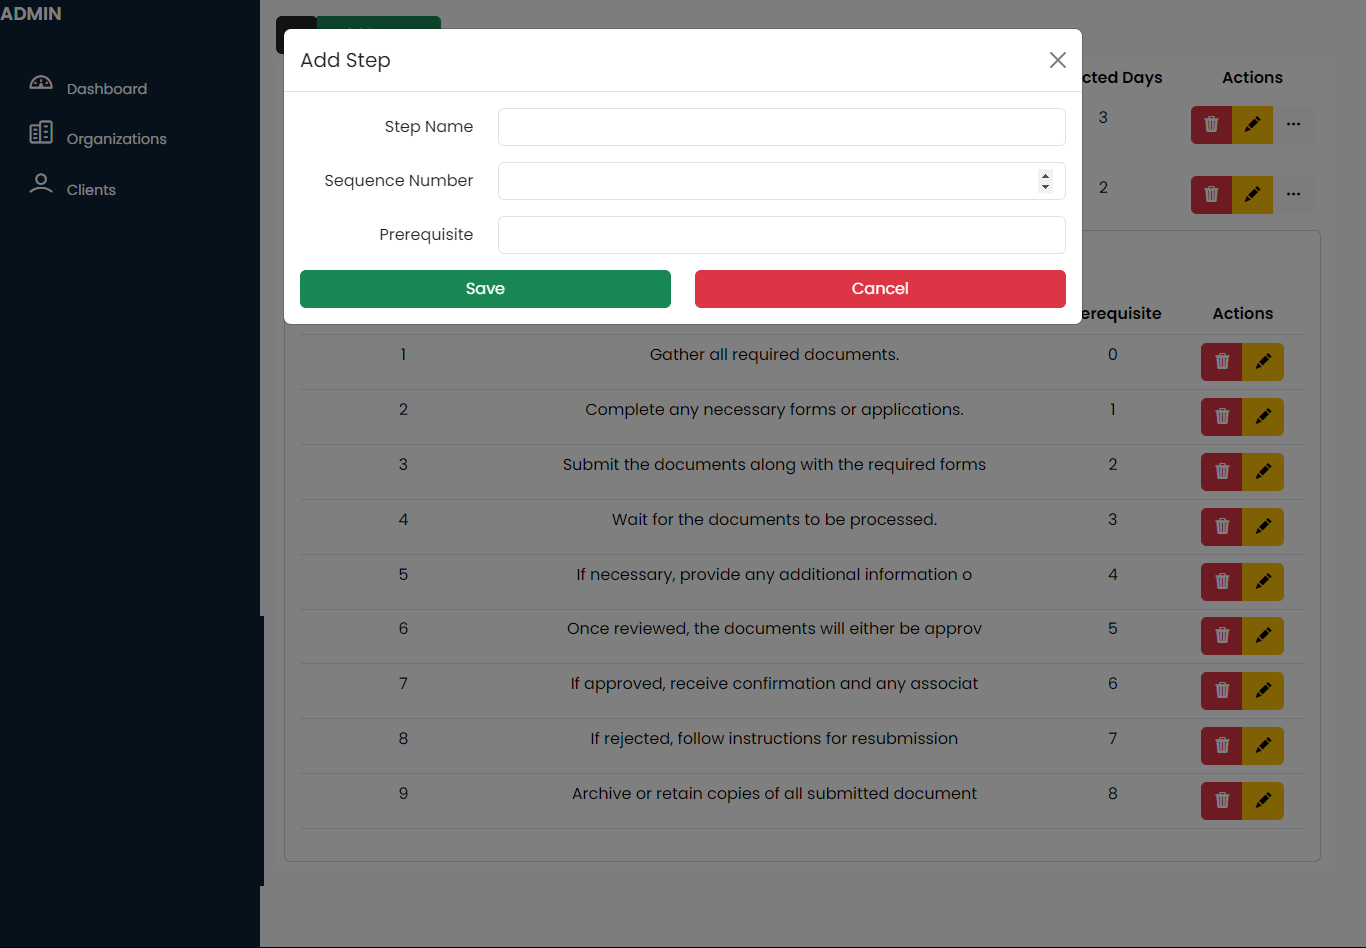 ADMIN
Dashboard
Organizations
Clients
Add Step
Step Name
Sequence Number
Prerequisite
Save
Cancel
cted Days Actions
3
2
erequisite Actions
1 Gather all required documents. 0
2 Complete any necessary forms or applications. 1
3 Submit the documents along with the required forms 2
4 Wait for the documents to be processed. 3
5 If necessary, provide any additional information o 4
6 Once reviewed, the documents will either be approv 5
7 If approved, receive confirmation and any associat 6
8 If rejected, follow instructions for resubmission 7
9 Archive or retain copies of all submitted document 8